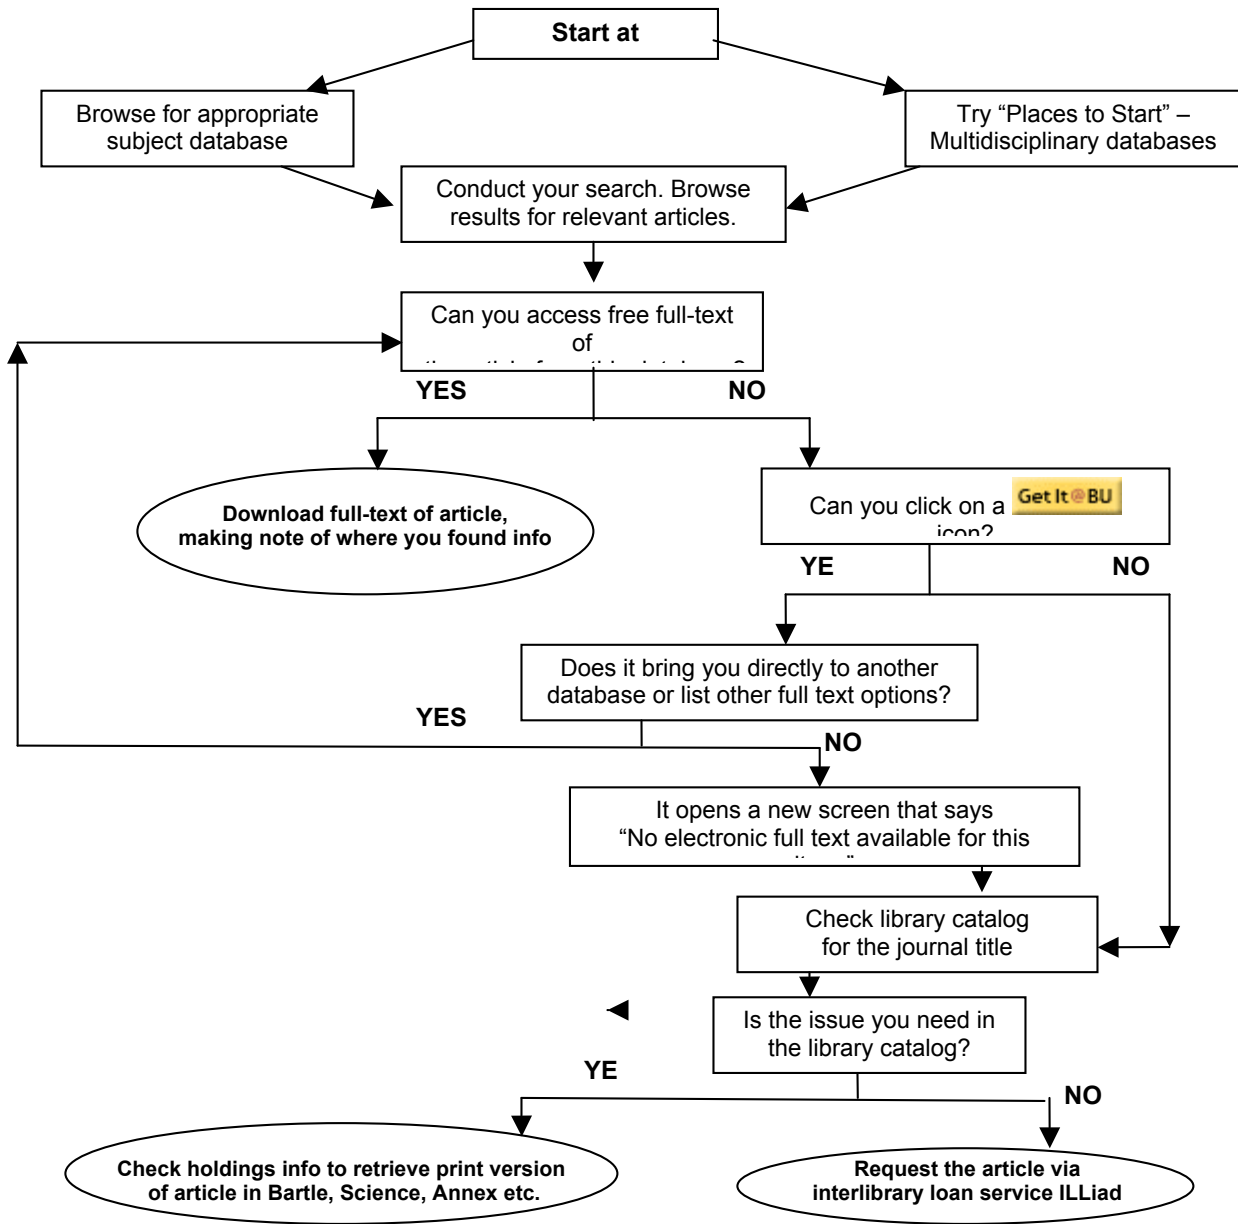 Start at
Browse for appropriate
subject database
Try “Places to Start” –
Multidisciplinary databases
Conduct your search. Browse
results for relevant articles.
Can you access free full-text
of
YES
NO
Download full-text of article,
making note of where you found info
Can you click on a Get It@BU
icon?
YE
NO
Does it bring you directly to another
database or list other full text options?
YES
NO
It opens a new screen that says
“No electronic full text available for this
Check library catalog
for the journal title
Is the issue you need in
the library catalog?
YE
NO
Check holdings info to retrieve print version
of article in Bartle, Science, Annex etc.
Request the article via
interlibrary loan service ILLiad